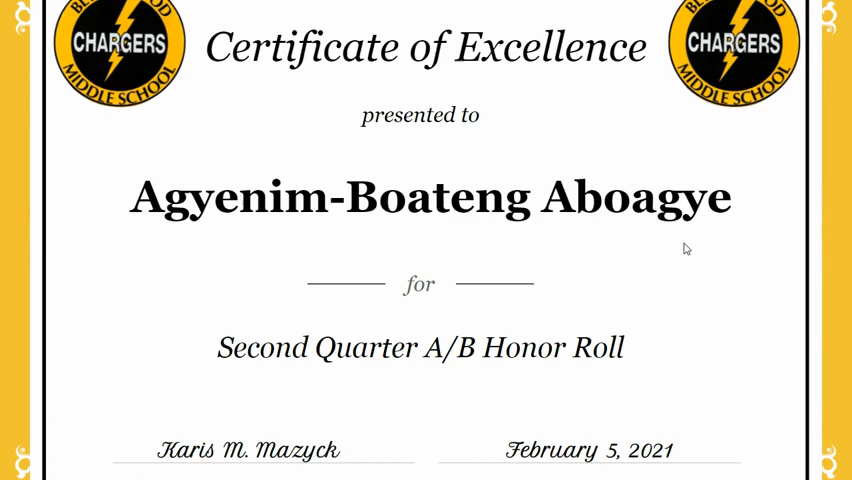 CHARGERS
MIDDLE SCHOOL
Certificate of Excellence
CHARGERS
MIDDLE SCHOOL
presented to
Agyenim-Boateng Aboagye
for
Second Quarter A/B Honor Roll
Karis M. Mazyck
February 5, 2021